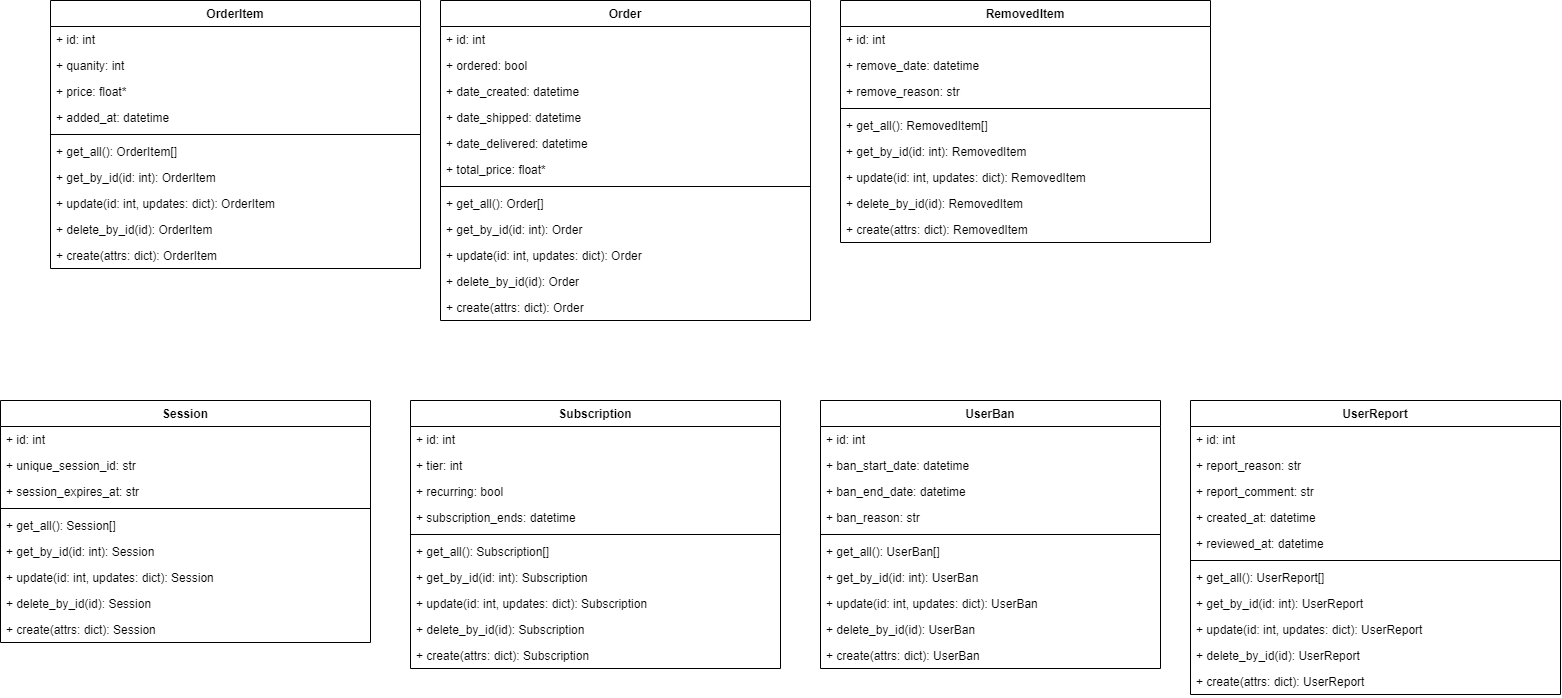 OrderItem
+ id: int
+ quanity: int
+ price: float*
+ added_at: datetime
+ get_all(): OrderItem[]
+ get_by_id(id: int): OrderItem
+ update(id: int, updates: dict): OrderItem
+ delete_by_id(id): OrderItem
+ create(attrs: dict): OrderItem
Order
+ id: int
+ ordered: bool
+ date_created: datetime
+ date_shipped: datetime
+ date_delivered: datetime
+ total_price: float*
+ get_all(): Order[]
+ get_by_id(id: int): Order
+ update(id: int, updates: dict): Order
+ delete_by_id(id): Order
+ create(attrs: dict): Order
RemovedItem
+ id: int
+ remove_date: datetime
+ remove_reason: str
+ get_all(): RemovedItem[]
+ get_by_id(id: int): RemovedItem
+ update(id: int, updates: dict): RemovedItem
+ delete_by_id(id): RemovedItem
+ create(attrs: dict): RemovedItem
Session
+ id: int
+ unique_session_id: str
+ session_expires_at: str
+ get_all(): Session[]
+ get_by_id(id: int): Session
+ update(id: int, updates: dict): Session
+ delete_by_id(id): Session
+ create(attrs: dict): Session
Subscription
+ id: int
+ tier: int
+ recurring: bool
+ subscription_ends: datetime
+ get_all(): Subscription[]
+ get_by_id(id: int): Subscription
+ update(id: int, updates: dict): Subscription
+ delete_by_id(id): Subscription
+ create(attrs: dict): Subscription
UserBan
+ id: int
+ ban_start_date: datetime
+ ban_end_date: datetime
+ ban_reason: str
+ get_all(): UserBan[]
+ get_by_id(id: int): UserBan
+ update(id: int, updates: dict): UserBan
+ delete_by_id(id): UserBan
+ create(attrs: dict): UserBan
UserReport
+ id: int
+ report_reason: str
+ report_comment: str
+ created_at: datetime
+ reviewed_at: datetime
+ get_all(): UserReport[]
+ get_by_id(id: int): UserReport
+ update(id: int, updates: dict): UserReport
+ delete_by_id(id): UserReport
+ create(attrs: dict): UserReport